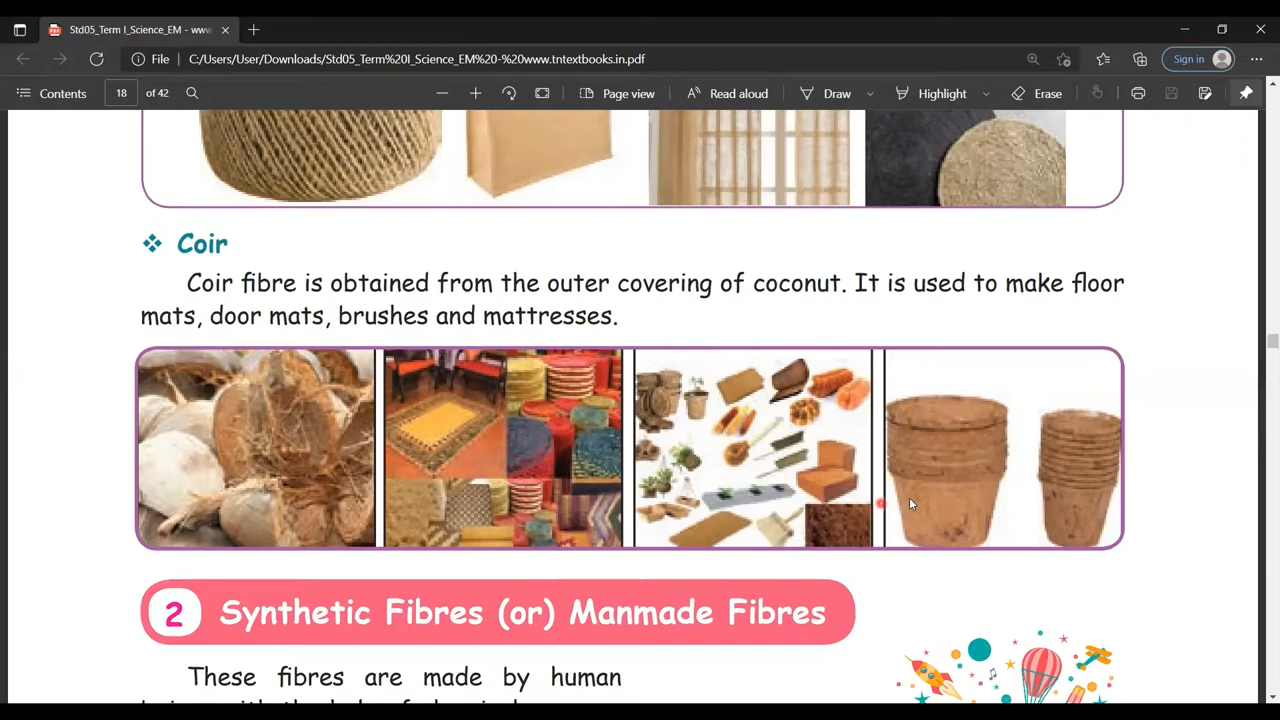 Std05_Term I_Science_EM - www
Sign in
File
C:/Users/User/Downloads/Std05_Term%20I_Science_EM%20-%20www.tntextbooks.in.pdf
Contents
18 of 42
Page view
Read aloud
Draw
Highlight
Erase
Coir
Coir fibre is obtained from the outer covering of coconut. It is used to make floor
mats, door mats, brushes and mattresses.
2 Synthetic Fibres (or) Manmade Fibres
These fibres are made by human